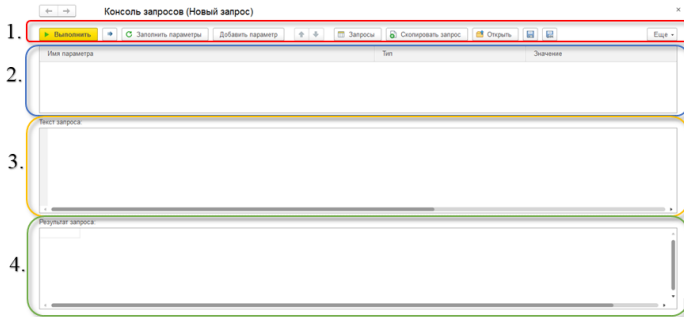 Консоль запросов (Новый запрос)
1.
Выполнить Заполнить параметры Добавить параметр Запросы Скопировать запрос Открыть Еще
2.
Имя параметра Тип Значение
Текст запроса:
3.
Результат запроса:
4.